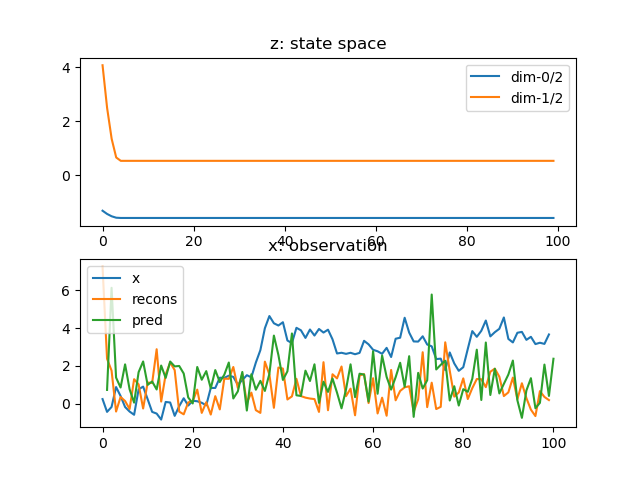 z: state space
4
2
0
dim-0/2
dim-1/2
0 20 40 60 80 100
x: observation
6
4
2
0
x
recons
pred
0 20 40 60 80 100